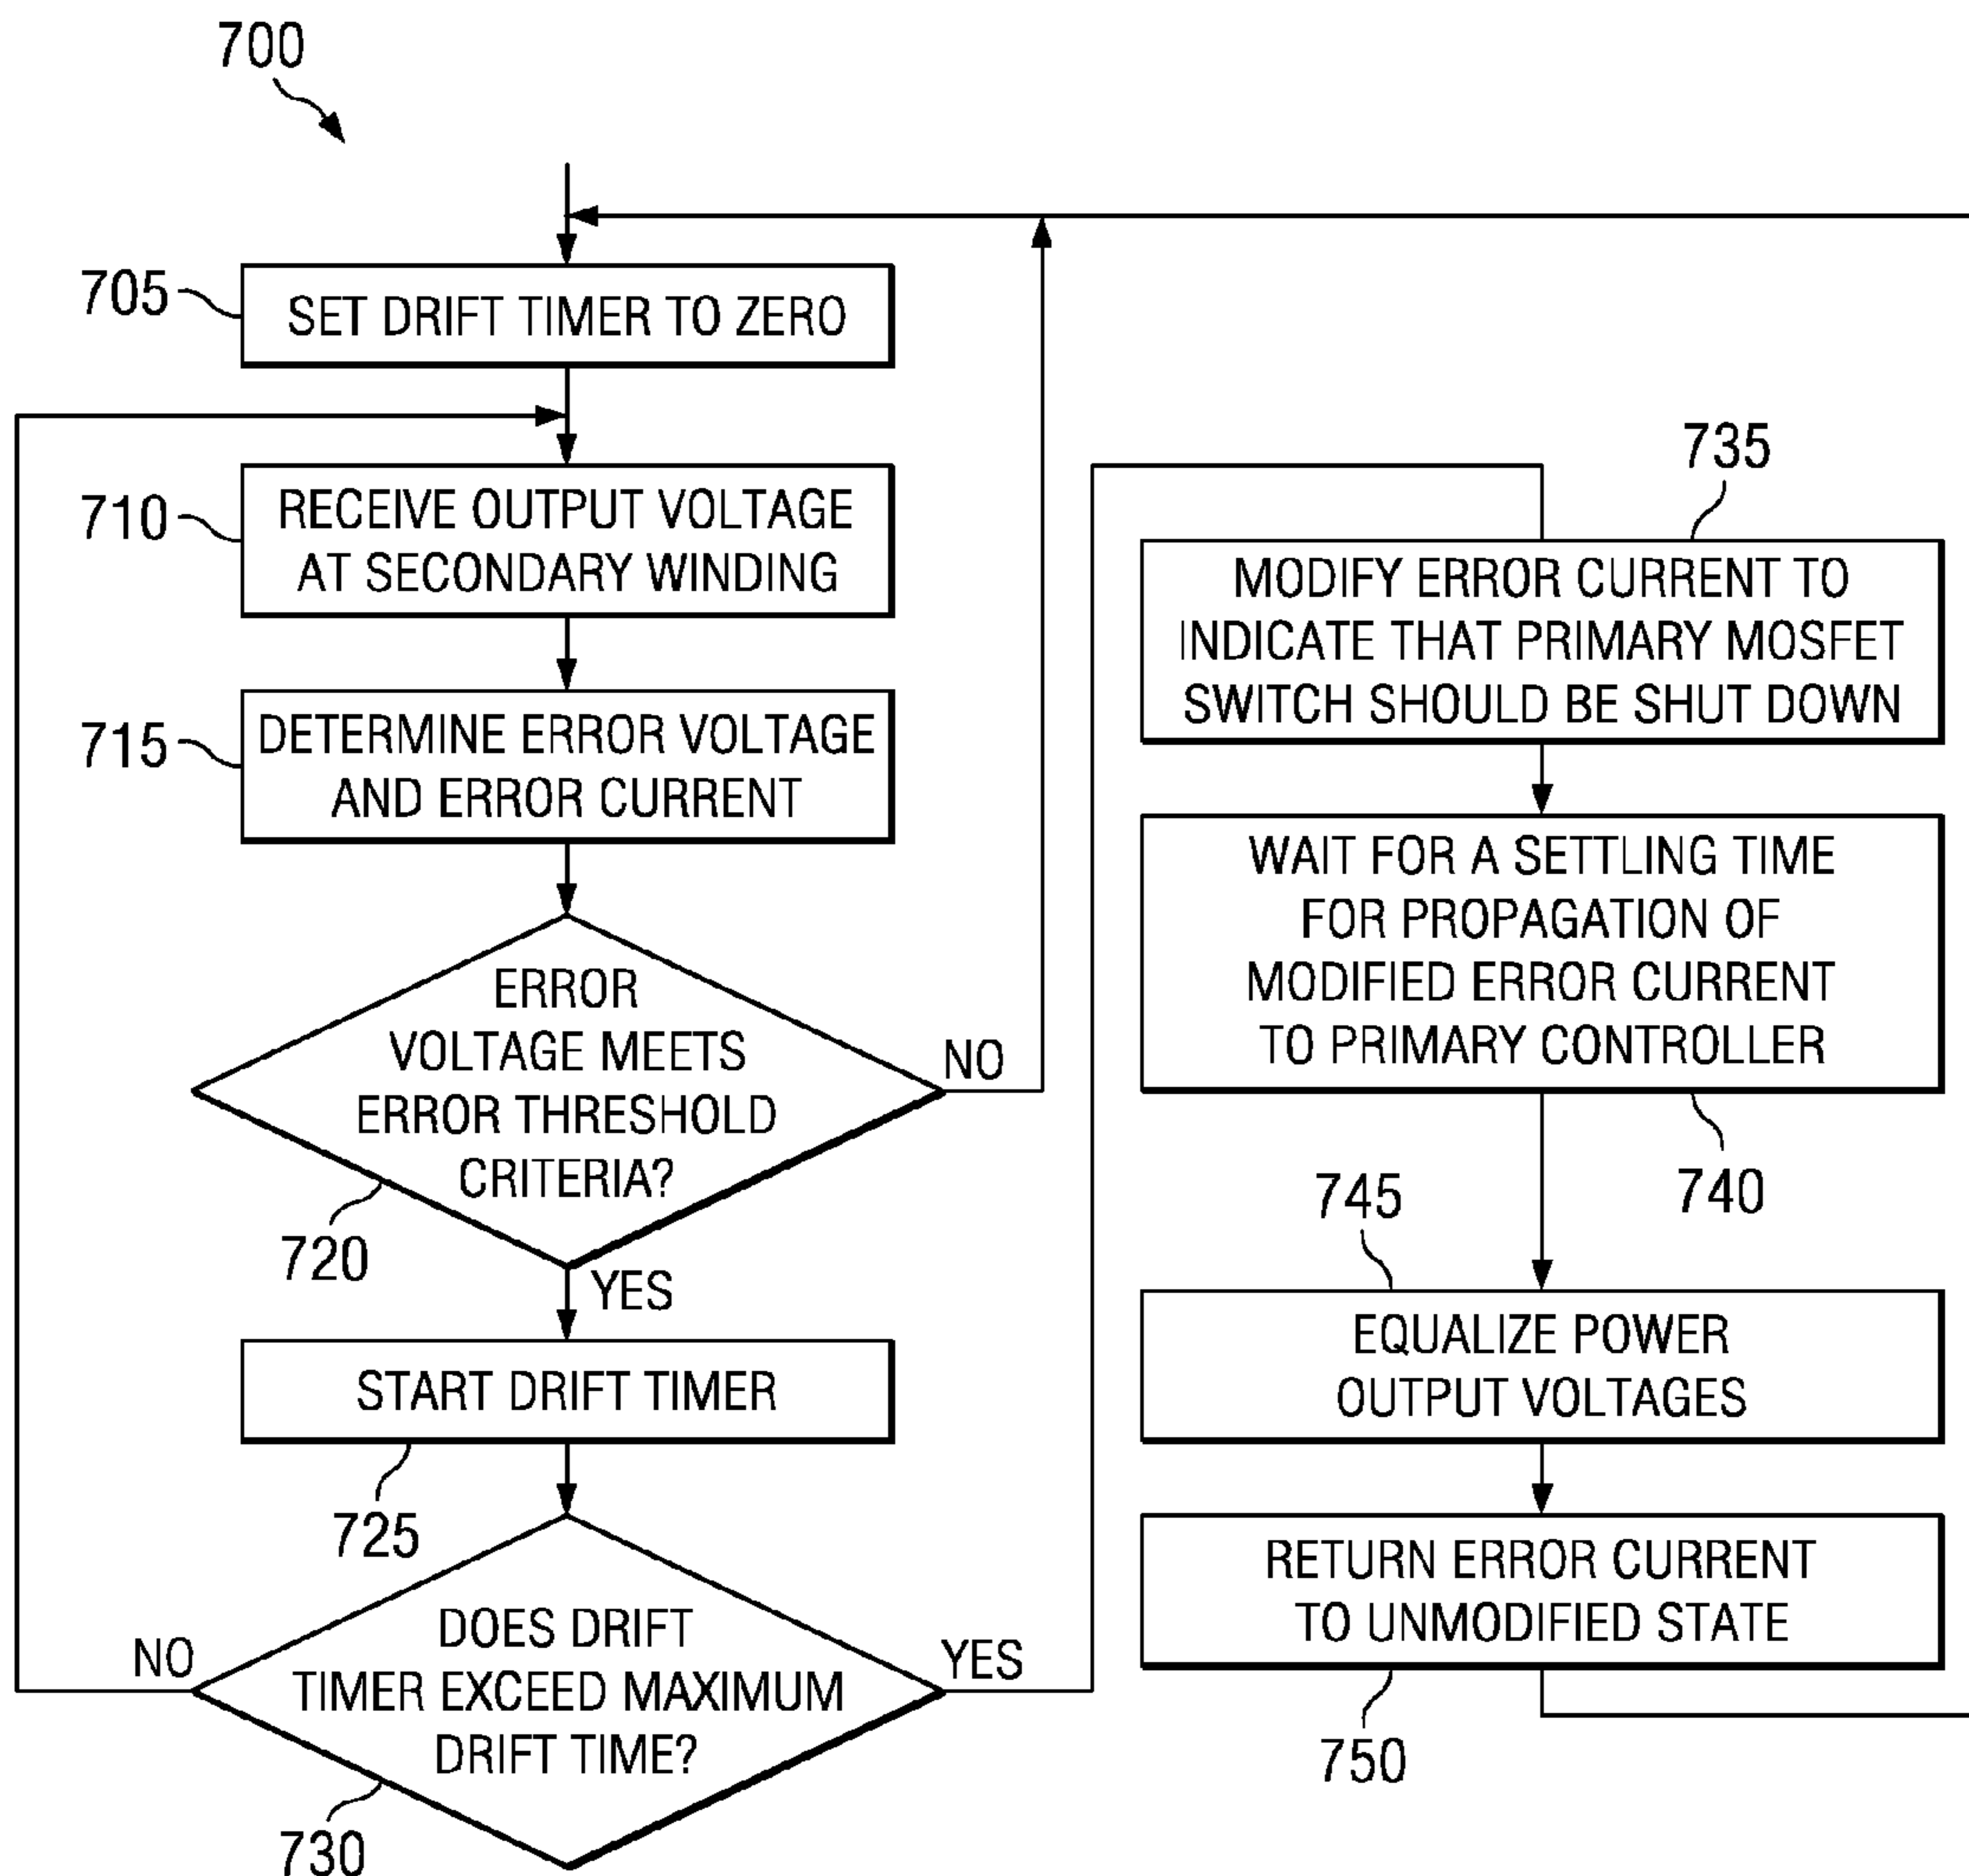 700
705
SET DRIFT TIMER TO ZERO
710
RECEIVE OUTPUT VOLTAGE
AT SECONDARY WINDING
715
DETERMINE ERROR VOLTAGE
AND ERROR CURRENT
ERROR
VOLTAGE MEETS
ERROR THRESHOLD
CRITERIA?
NO
720
YES
START DRIFT TIMER
725
DOES DRIFT
TIMER EXCEED MAXIMUM
DRIFT TIME?
NO
YES
730
735
MODIFY ERROR CURRENT TO
INDICATE THAT PRIMARY MOSFET
SWITCH SHOULD BE SHUT DOWN
WAIT FOR A SETTLING TIME
FOR PROPAGATION OF
MODIFIED ERROR CURRENT
TO PRIMARY CONTROLLER
740
745
EQUALIZE POWER
OUTPUT VOLTAGES
RETURN ERROR CURRENT
TO UNMODIFIED STATE
750